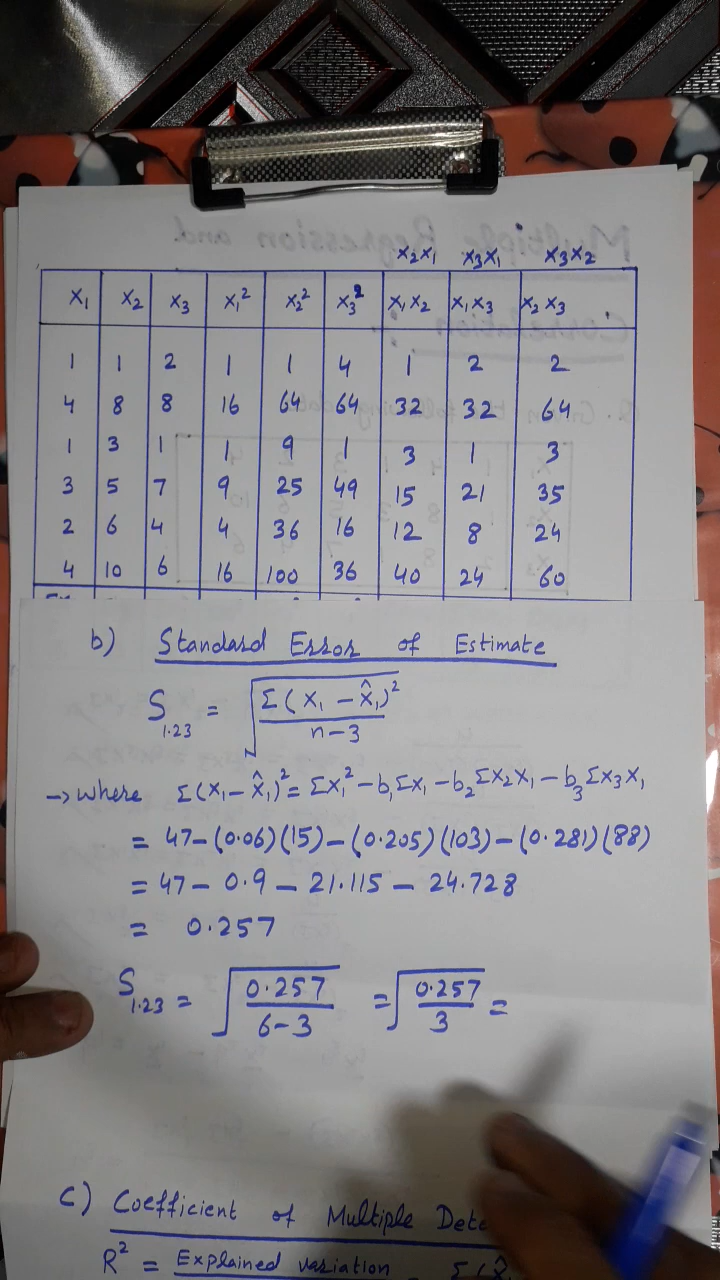 X₂X₁ X₃X₁ X₃X₂
X₁ X₂ X₃ X₁² X₂² X₃² X₁X₂ X₁X₃ X₂X₃
1 1 2 1 1 4 1 2 2
4 8 8 16 64 64 32 32 64
1 3 1 1 9 1 3 1 3
3 5 7 9 25 49 15 21 35
2 6 4 4 36 16 12 8 24
4 10 6 16 100 36 40 24 60
b) Standard Error of Estimate
S₁.₂₃ = √(Σ(X₁ - X̂₁)² / n-3)
→ where Σ(X₁ - X̂₁)² = ΣX₁² - b₁ΣX₁ - b₂ΣX₂X₁ - b₃ΣX₃X₁
= 47 - (0.06)(15) - (0.205)(103) - (0.281)(88)
= 47 - 0.9 - 21.115 - 24.728
= 0.257
S₁.₂₃ = √(0.257 / 6-3) = √(0.257 / 3) =
c) Coefficient of Multiple Dete
R² = Explained variation